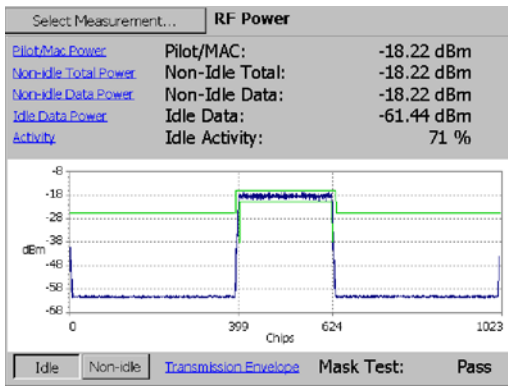 Select Measurement... RF Power
Pilot/Mac Power Pilot/MAC: -18.22 dBm
Non-idle Total Power Non-Idle Total: -18.22 dBm
Non-idle Data Power Non-Idle Data: -18.22 dBm
Idle Data Power Idle Data: -61.44 dBm
Activity Idle Activity: 71 %
-8
-18
-28
-38
dBm
-48
-58
-68
0 399 624 1023
Chips
Idle Non-idle Transmission Envelope Mask Test: Pass